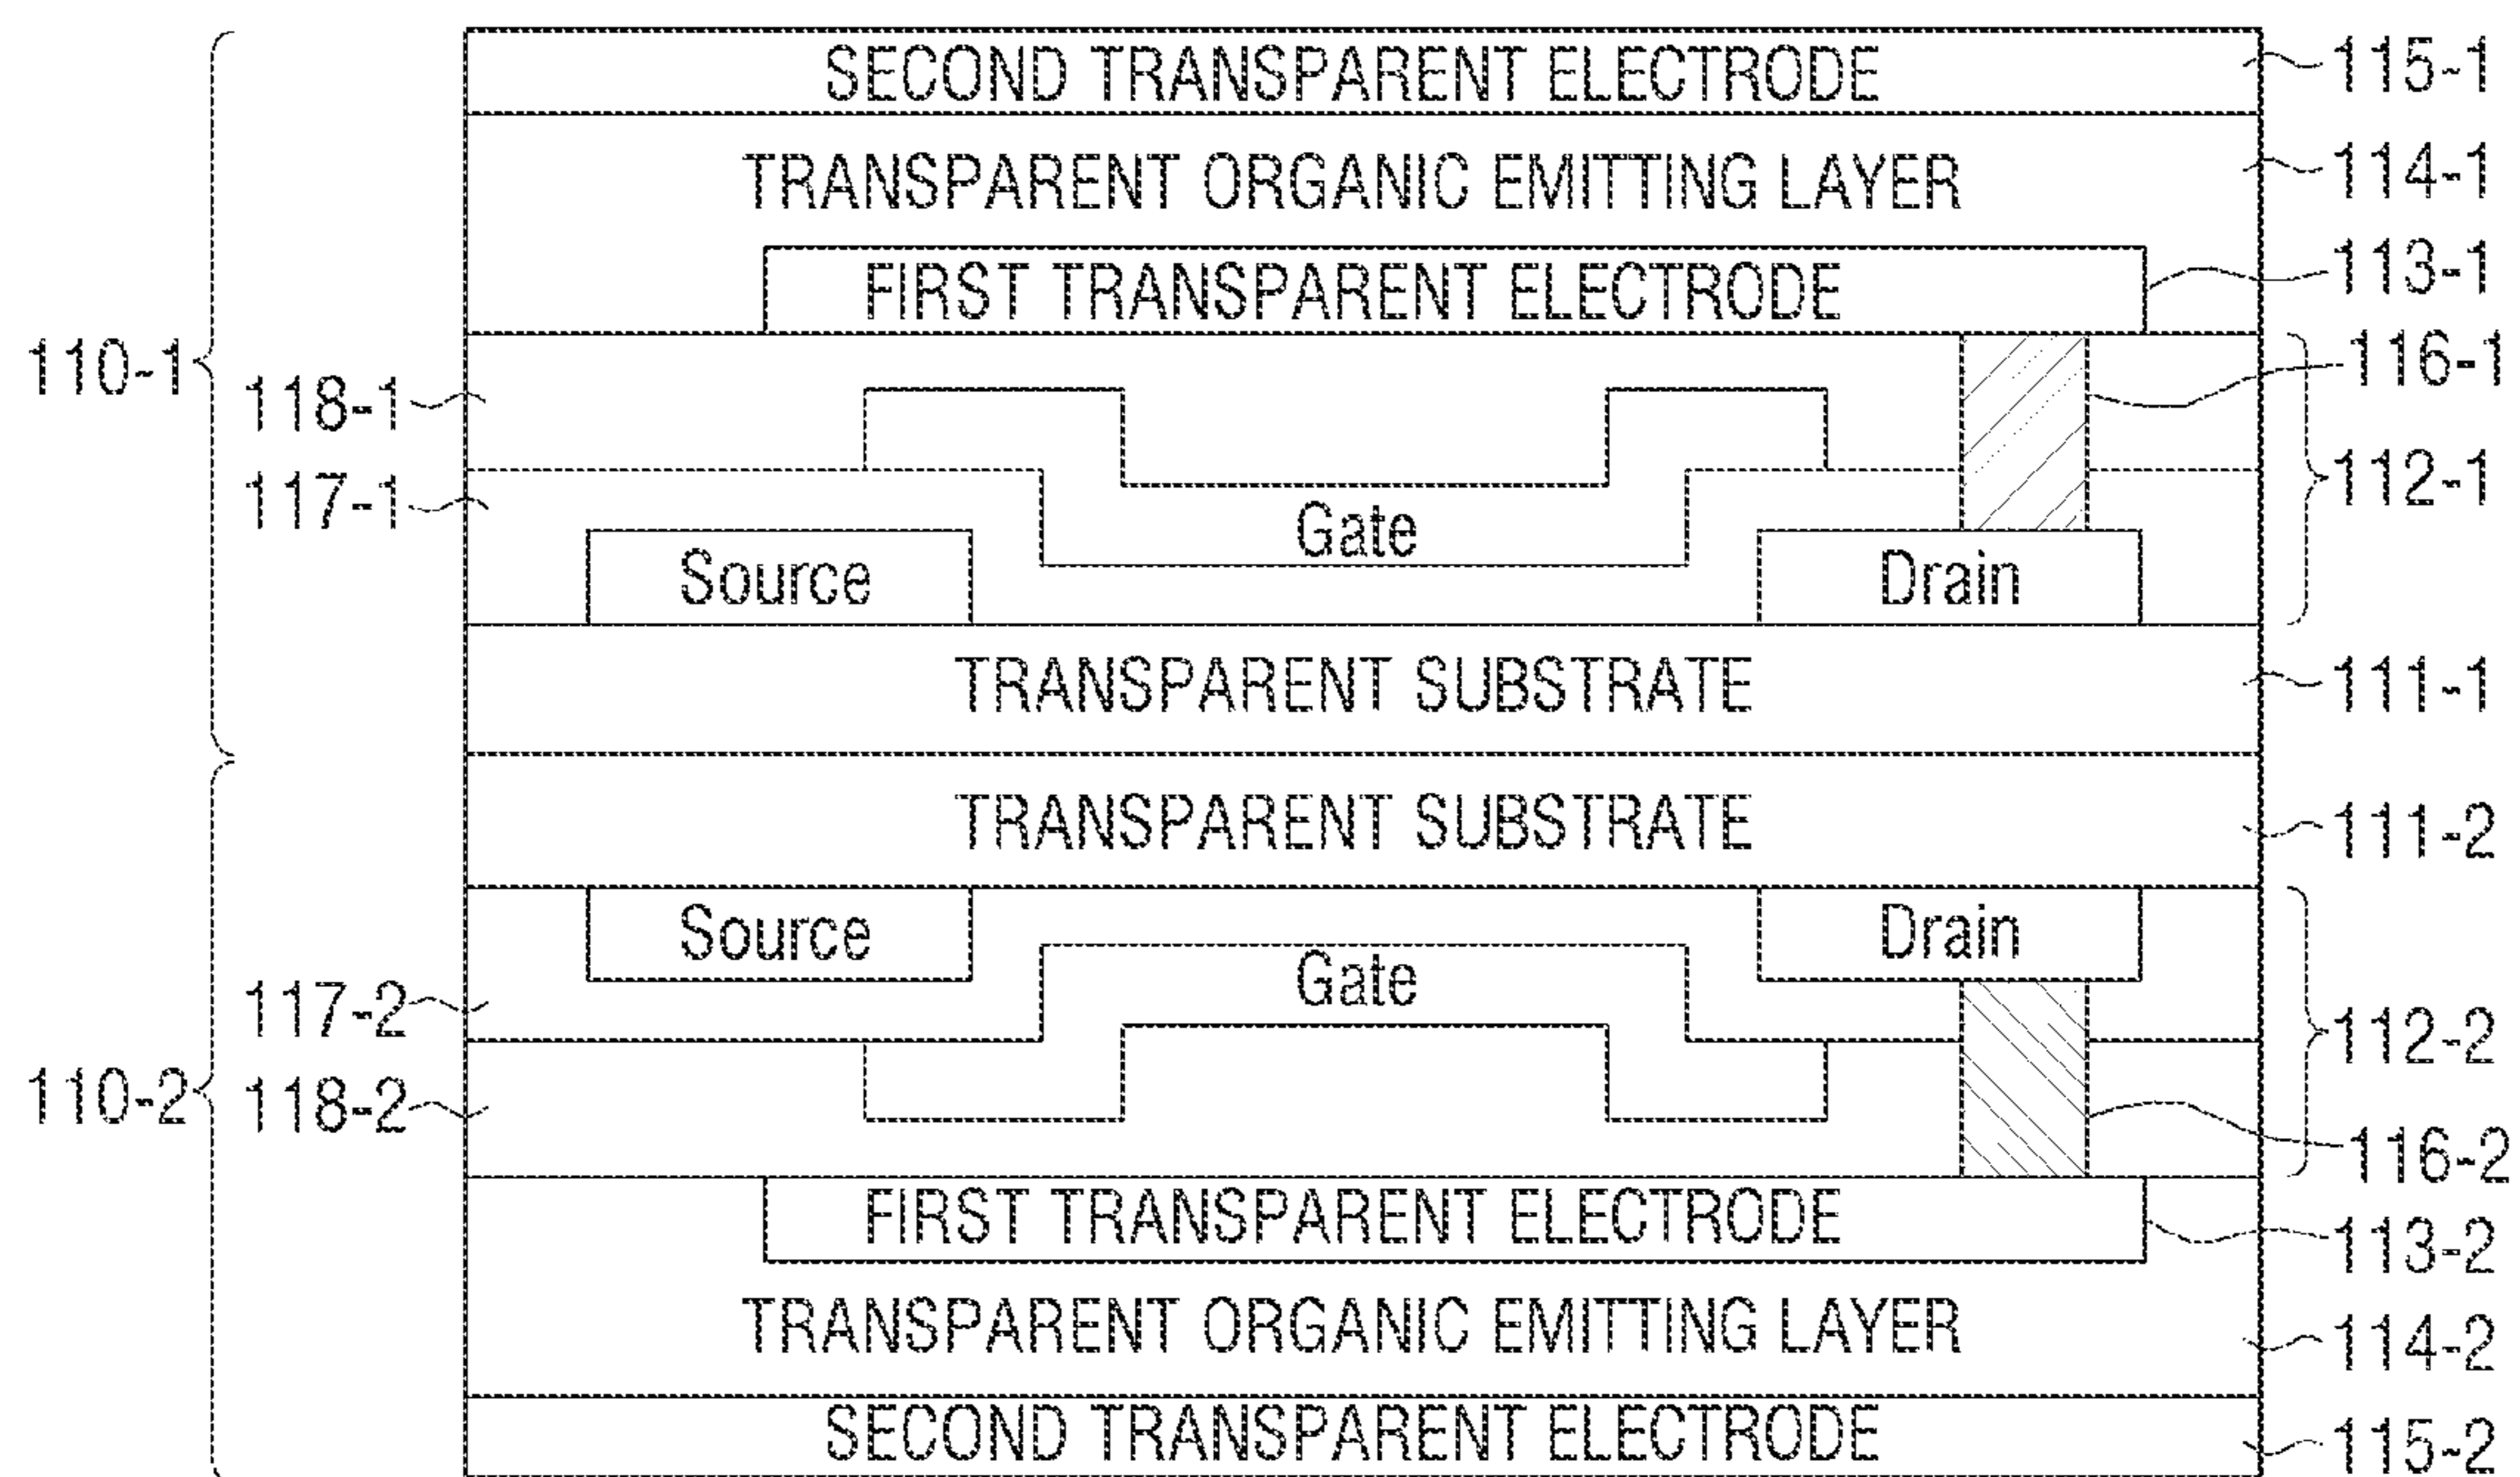 SECOND TRANSPARENT ELECTRODE 115-1
TRANSPARENT ORGANIC EMITTING LAYER 114-1
FIRST TRANSPARENT ELECTRODE 113-1
110-1
116-1
118-1
112-1
117-1
Gate
Source
Drain
TRANSPARENT SUBSTRATE 111-1
TRANSPARENT SUBSTRATE 111-2
Source
Drain
Gate
117-2
112-2
110-2
118-2
116-2
FIRST TRANSPARENT ELECTRODE 113-2
TRANSPARENT ORGANIC EMITTING LAYER 114-2
SECOND TRANSPARENT ELECTRODE 115-2